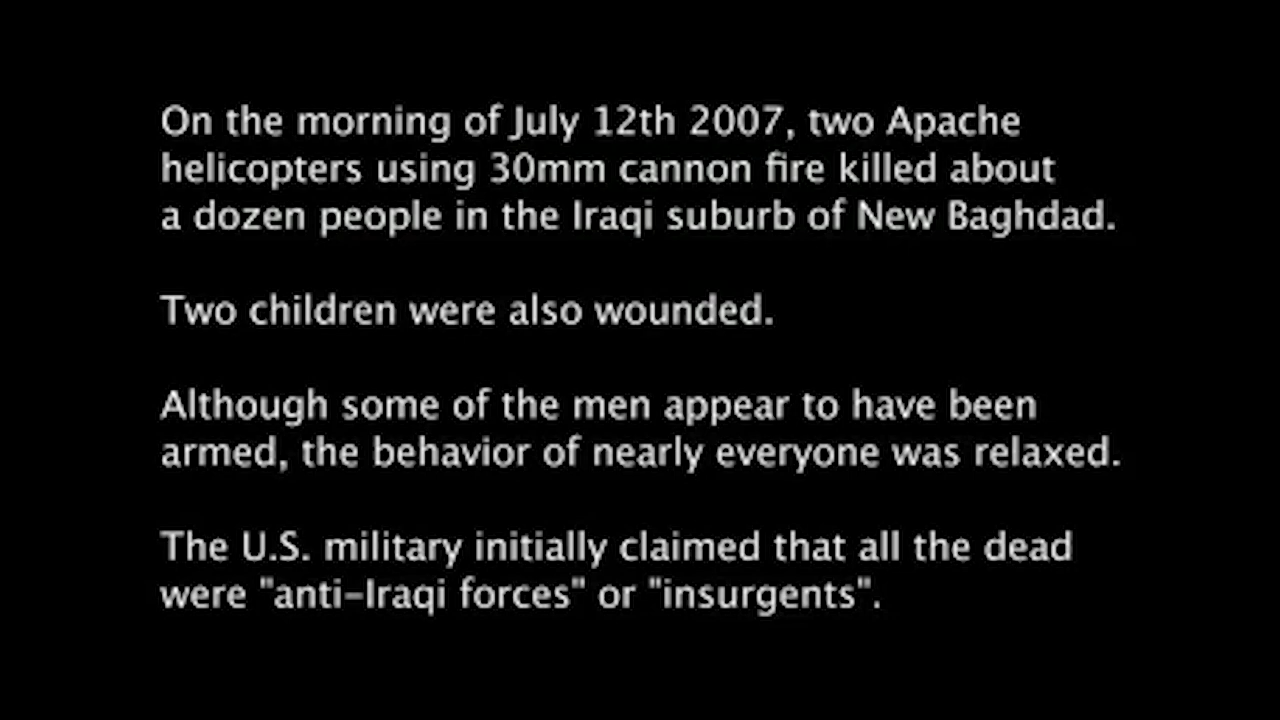 On the morning of July 12th 2007, two Apache
helicopters using 30mm cannon fire killed about
a dozen people in the Iraqi suburb of New Baghdad.
Two children were also wounded.
Although some of the men appear to have been
armed, the behavior of nearly everyone was relaxed.
The U.S. military initially claimed that all the dead
were "anti-Iraqi forces" or "insurgents".